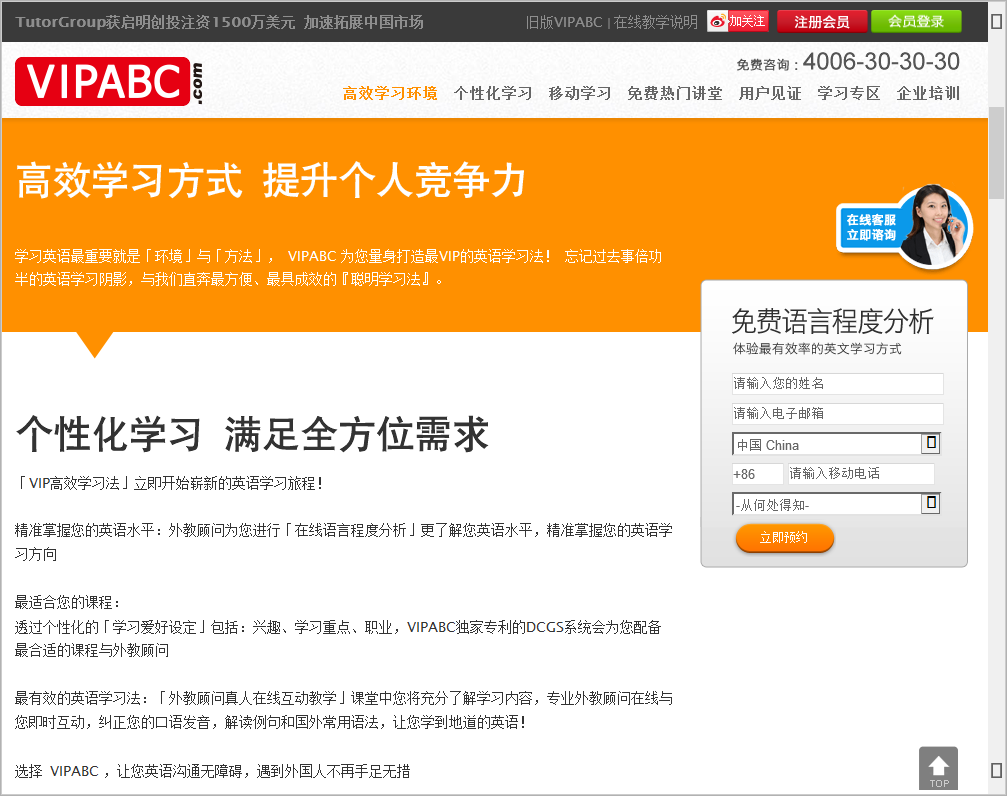 TutorGroup获启明创投注资1500万美元 加速拓展中国市场
旧版VIPABC | 在线教学说明
加关注
注册会员
会员登录
VIPABC.com
免费咨询：4006-30-30-30
高效学习环境 个性化学习 移动学习 免费热门讲堂 用户见证 学习专区 企业培训
高效学习方式 提升个人竞争力
在线客服
立即谘询
学习英语最重要就是「环境」与「方法」， VIPABC 为您量身打造最VIP的英语学习法！ 忘记过去事倍功
半的英语学习阴影，与我们直奔最方便、最具成效的『聪明学习法』。
免费语言程度分析
体验最有效率的英文学习方式
请输入您的姓名
请输入电子邮箱
中国 China
+86 请输入移动电话
-从何处得知-
立即预约
个性化学习 满足全方位需求
「VIP高效学习法」立即开始崭新的英语学习旅程！
精准掌握您的英语水平：外教顾问为您进行「在线语言程度分析」更了解您英语水平，精准掌握您的英语学
习方向
最适合您的课程：
透过个性化的「学习爱好设定」包括：兴趣、学习重点、职业，VIPABC独家专利的DCGS系统会为您配备
最合适的课程与外教顾问
最有效的英语学习法：「外教顾问真人在线互动教学」课堂中您将充分了解学习内容，专业外教顾问在线与
您即时互动，纠正您的口语发音，解读例句和国外常用语法，让您学到地道的英语！
选择 VIPABC ，让您英语沟通无障碍，遇到外国人不再手足无措
TOP